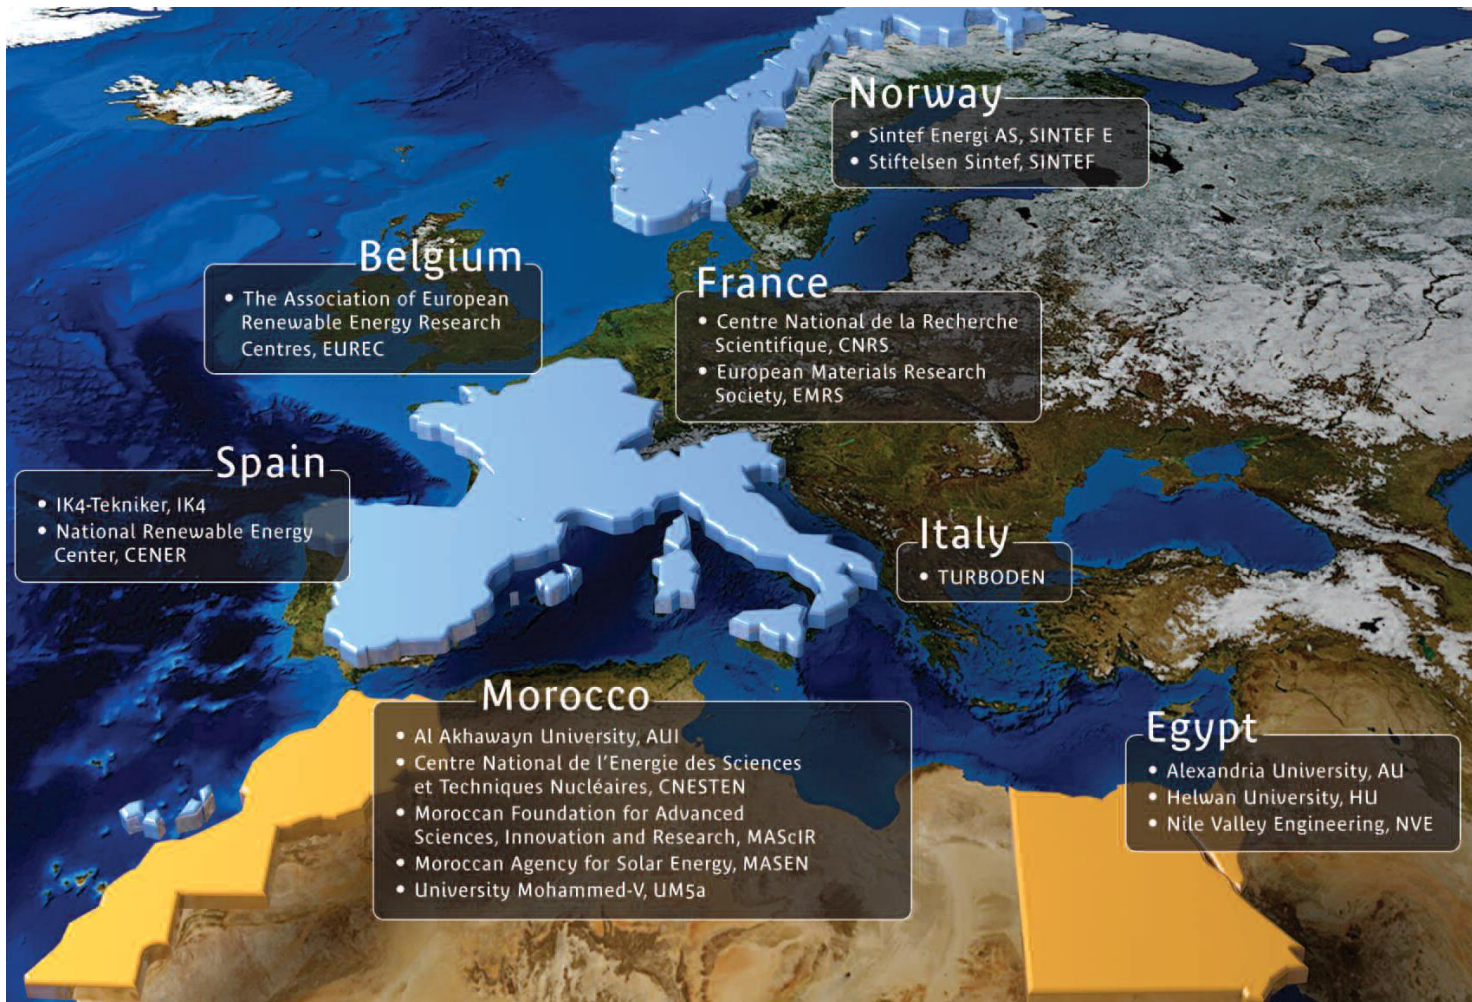 Norway
• Sintef Energi AS, SINTEF E
• Stiftelsen Sintef, SINTEF
Belgium
• The Association of European
Renewable Energy Research
Centres, EUREC
France
• Centre National de la Recherche
Scientifique, CNRS
• European Materials Research
Society, EMRS
Spain
• IK4-Tekniker, IK4
• National Renewable Energy
Center, CENER
Italy
• TURBODEN
Morocco
• Al Akhawayn University, AUI
• Centre National de l'Energie des Sciences
et Techniques Nucléaires, CNESTEN
• Moroccan Foundation for Advanced
Sciences, Innovation and Research, MAScIR
• Moroccan Agency for Solar Energy, MASEN
• University Mohammed-V, UM5a
Egypt
• Alexandria University, AU
• Helwan University, HU
• Nile Valley Engineering, NVE